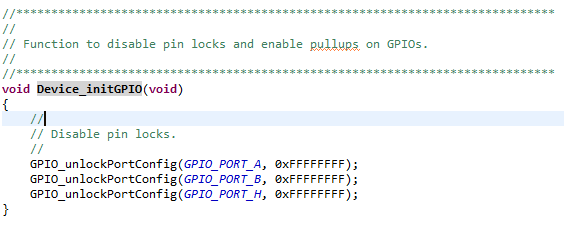 //*****************************************************************************
//
// Function to disable pin locks and enable pullups on GPIOs.
//
//*****************************************************************************
void Device_initGPIO(void)
{
    //
    // Disable pin locks.
    //
    GPIO_unlockPortConfig(GPIO_PORT_A, 0xFFFFFFFF);
    GPIO_unlockPortConfig(GPIO_PORT_B, 0xFFFFFFFF);
    GPIO_unlockPortConfig(GPIO_PORT_H, 0xFFFFFFFF);
}